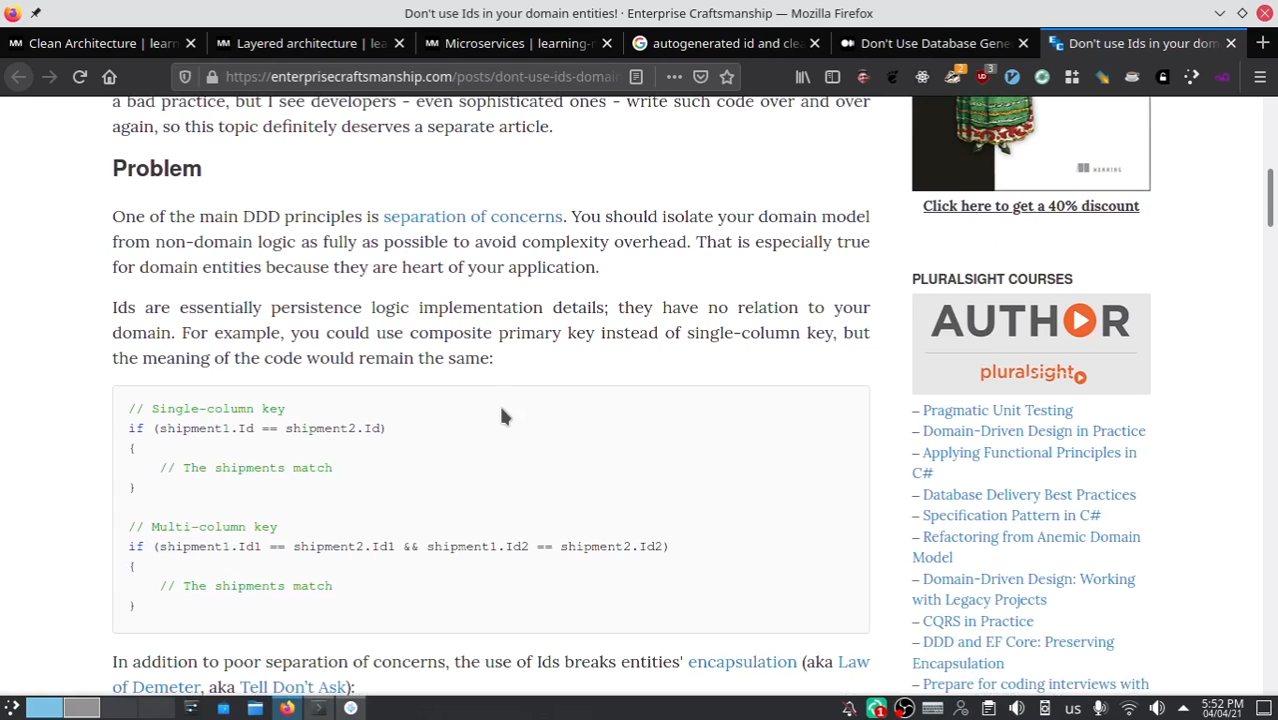 Don't use Ids in your domain entities! · Enterprise Craftsmanship — Mozilla Firefox
Clean Architecture | learn
Layered architecture | lea
Microservices | learning-n
autogenerated id and clea
Don't Use Database Gene
Don't use Ids in your dom
https://enterprisecraftsmanship.com/posts/dont-use-ids-domain
2
3
a bad practice, but I see developers - even sophisticated ones - write such code over and over
again, so this topic definitely deserves a separate article.
Problem
One of the main DDD principles is separation of concerns. You should isolate your domain model
from non-domain logic as fully as possible to avoid complexity overhead. That is especially true
for domain entities because they are heart of your application.
Ids are essentially persistence logic implementation details; they have no relation to your
domain. For example, you could use composite primary key instead of single-column key, but
the meaning of the code would remain the same:
// Single-column key
if (shipment1.Id == shipment2.Id)
{
// The shipments match
}
// Multi-column key
if (shipment1.Id1 == shipment2.Id1 && shipment1.Id2 == shipment2.Id2)
{
// The shipments match
}
In addition to poor separation of concerns, the use of Ids breaks entities' encapsulation (aka Law
of Demeter, aka Tell Don't Ask):
MANNING
Click here to get a 40% discount
PLURALSIGHT COURSES
AUTHOR
pluralsight
– Pragmatic Unit Testing
– Domain-Driven Design in Practice
– Applying Functional Principles in
C#
– Database Delivery Best Practices
– Specification Pattern in C#
– Refactoring from Anemic Domain
Model
– Domain-Driven Design: Working
with Legacy Projects
– CQRS in Practice
– DDD and EF Core: Preserving
Encapsulation
– Prepare for coding interviews with
1
us
5:52 PM
04/04/21